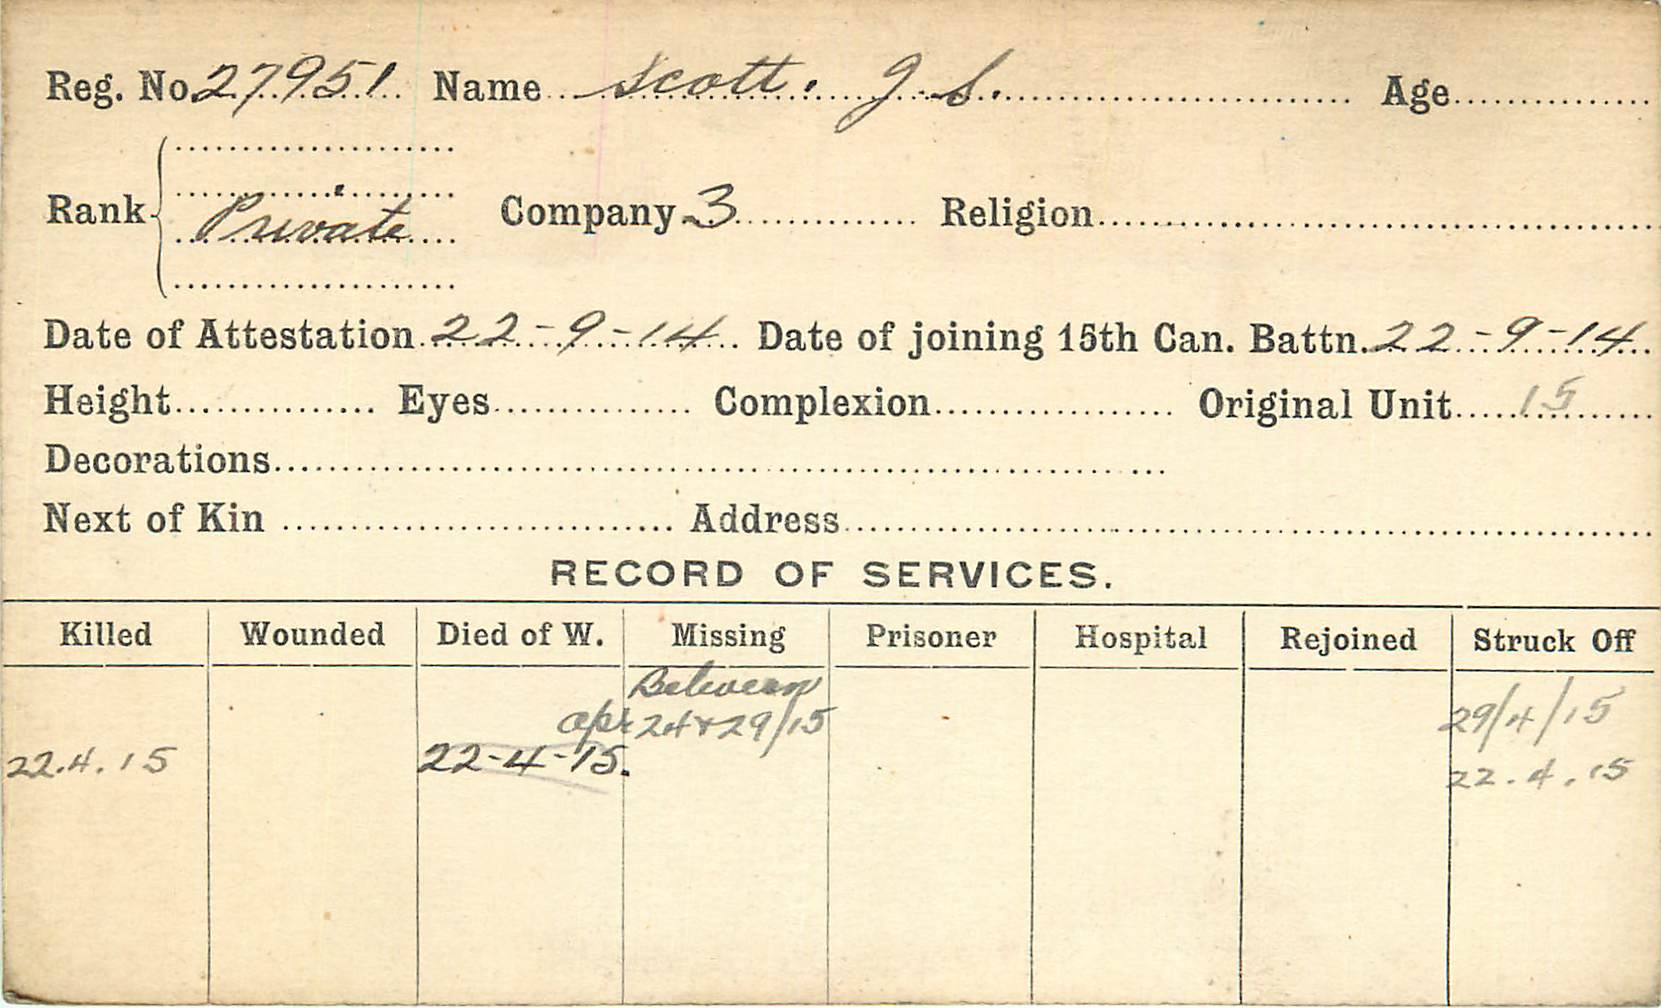 Reg. No. 27951 Name Scott. J. S. Age
Rank Private Company 3 Religion
Date of Attestation 22-9-14 Date of joining 15th Can. Battn. 22-9-14
Height Eyes Complexion Original Unit 15
Decorations
Next of Kin Address
RECORD OF SERVICES.
Killed Wounded Died of W. Missing Prisoner Hospital Rejoined Struck Off
Between
apr 24 & 29/15 29/4/15
22.4.15 22-4-15. 22.4.15